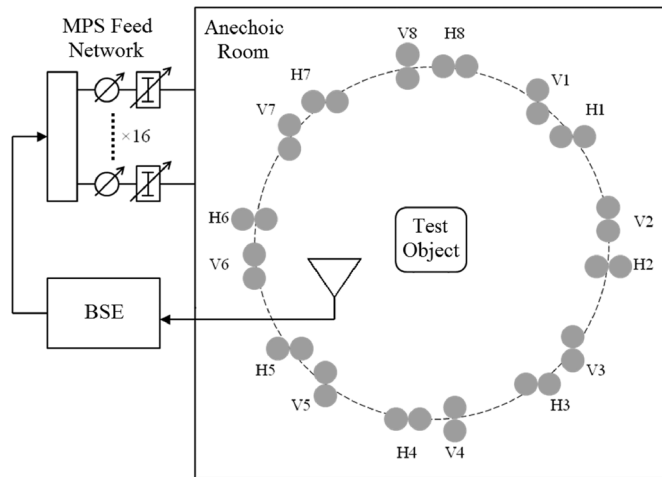 MPS Feed
Network
Anechoic
Room
×16
BSE
Test
Object
V8
H8
H7
V1
V7
H1
H6
V2
V6
H2
H5
V3
V5
H3
H4
V4